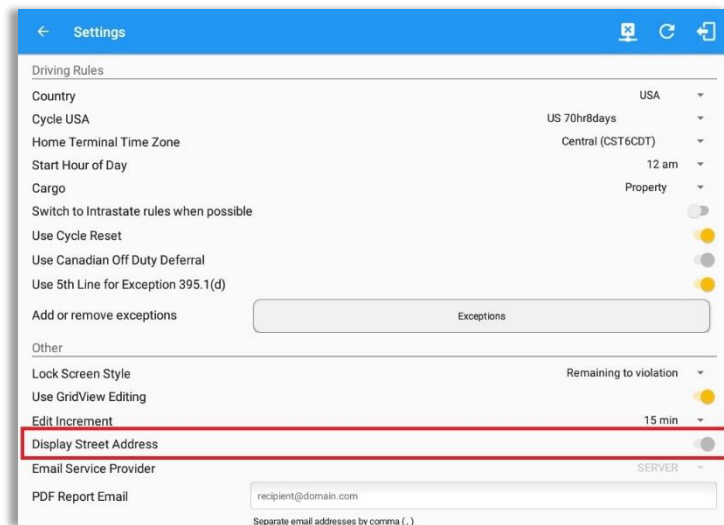 Settings
Driving Rules
Country USA
Cycle USA US 70hr8days
Home Terminal Time Zone Central (CST6CDT)
Start Hour of Day 12 am
Cargo Property
Switch to Intrastate rules when possible
Use Cycle Reset
Use Canadian Off Duty Deferral
Use 5th Line for Exception 395.1(d)
Add or remove exceptions Exceptions
Other
Lock Screen Style Remaining to violation
Use GridView Editing
Edit Increment 15 min
Display Street Address
Email Service Provider SERVER
PDF Report Email recipient@domain.com
Separate email addresses by comma ( , )